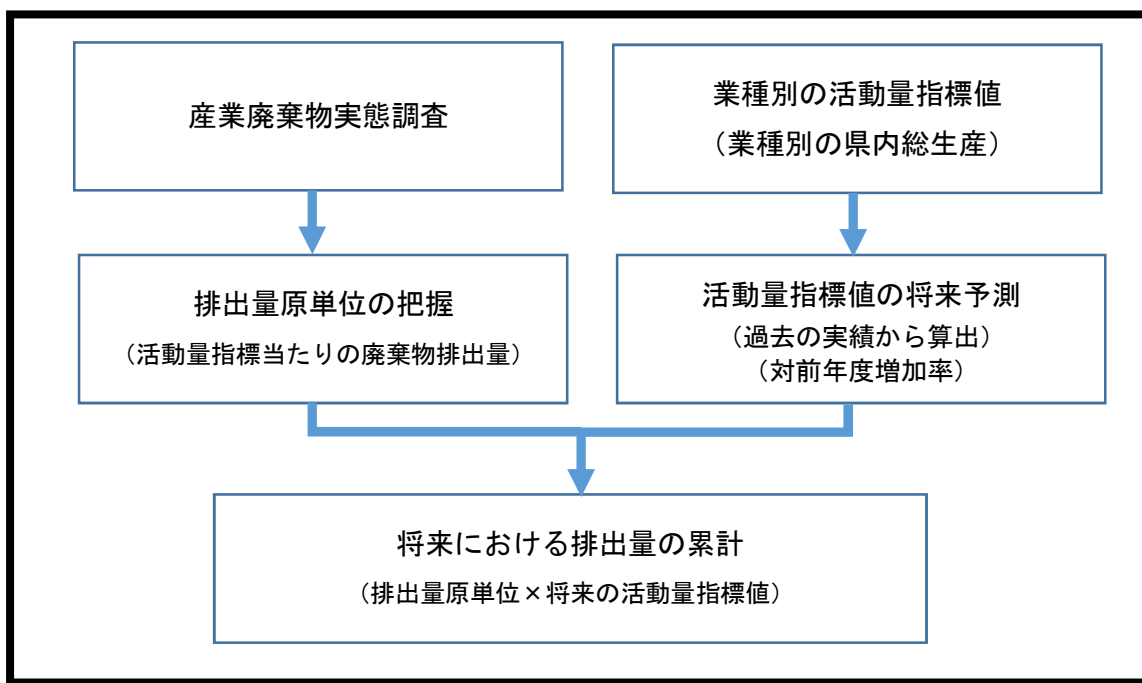 産業廃棄物実態調査
業種別の活動量指標値
（業種別の県内総生産）
排出量原単位の把握
（活動量指標当たりの廃棄物排出量）
活動量指標値の将来予測
（過去の実績から算出）
（対前年度増加率）
将来における排出量の累計
（排出量原単位×将来の活動量指標値）